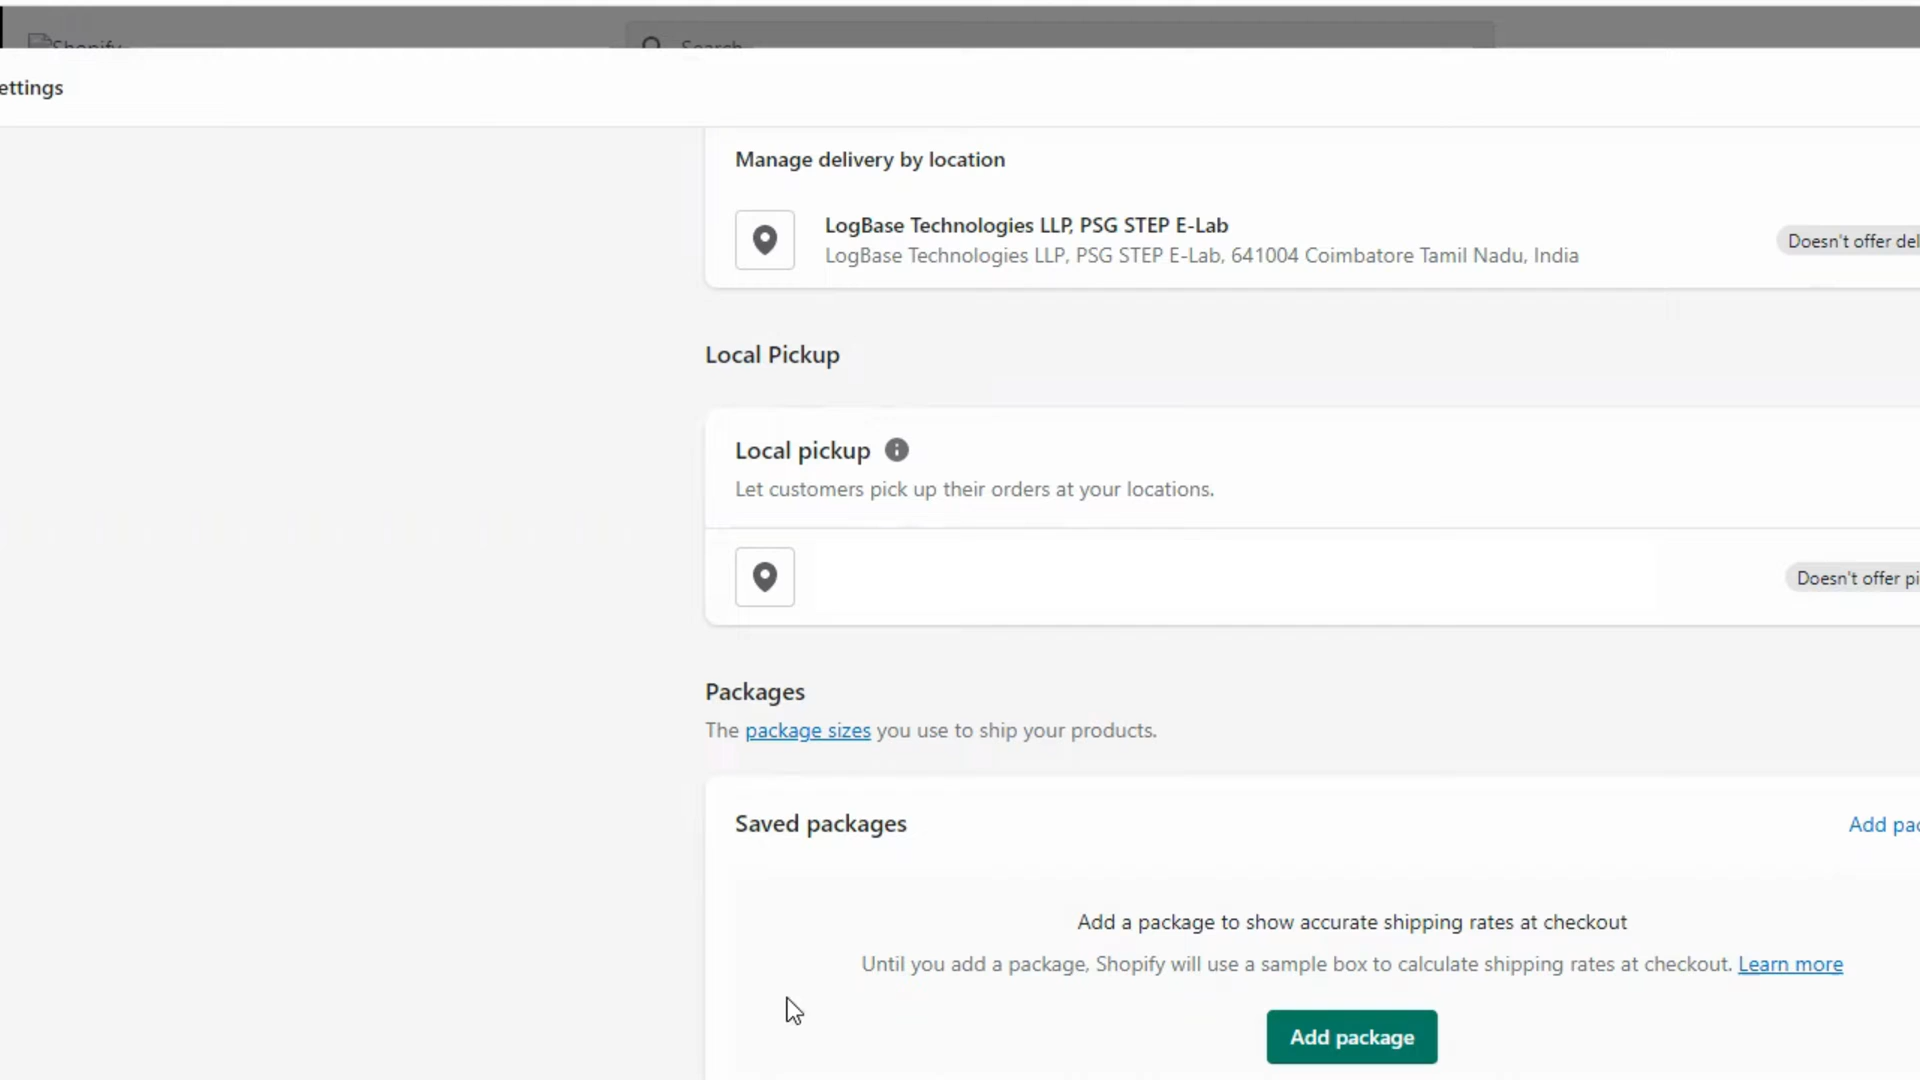 Shopify
Search
ettings
Manage delivery by location
LogBase Technologies LLP, PSG STEP E-Lab
LogBase Technologies LLP, PSG STEP E-Lab, 641004 Coimbatore Tamil Nadu, India
Doesn't offer del
Local Pickup
Local pickup
Let customers pick up their orders at your locations.
Doesn't offer pi
Packages
The package sizes you use to ship your products.
Saved packages
Add pac
Add a package to show accurate shipping rates at checkout
Until you add a package, Shopify will use a sample box to calculate shipping rates at checkout. Learn more
Add package